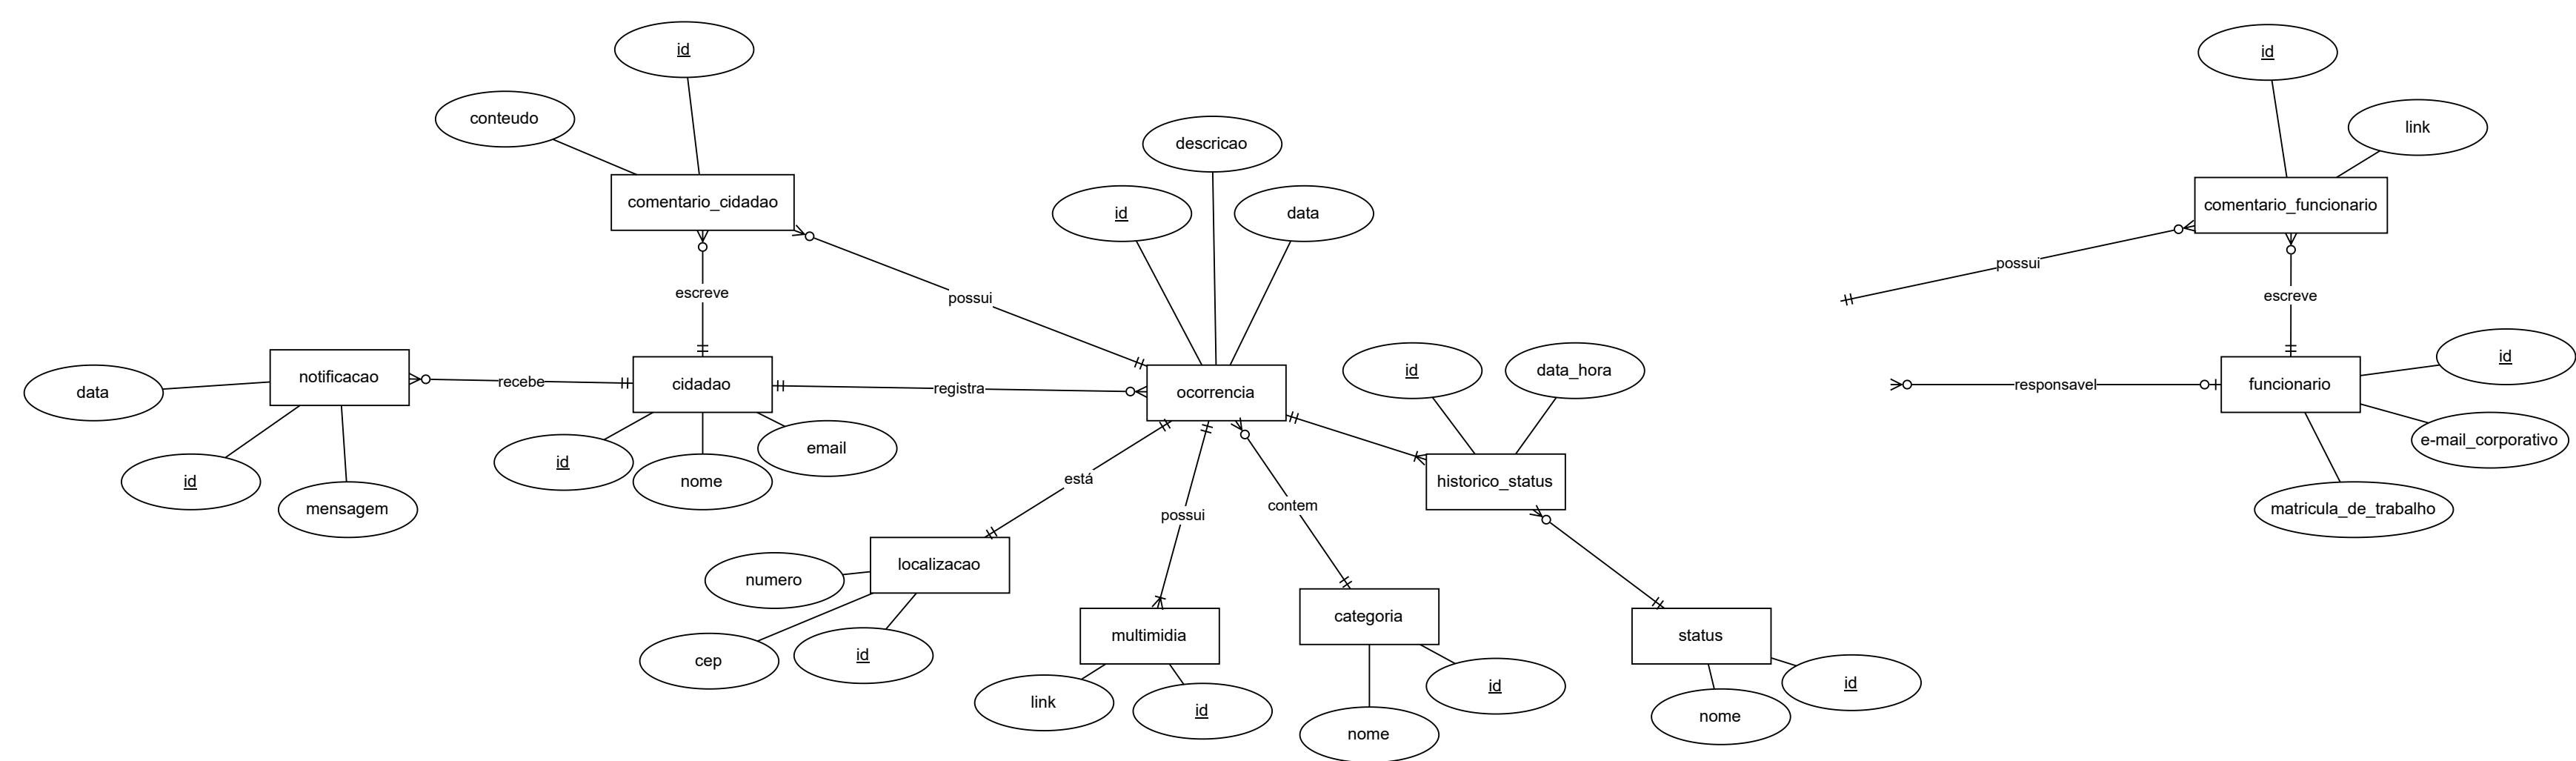 id
id
conteudo
link
descricao
comentario_cidadao
comentario_funcionario
id
data
possui
escreve
escreve
possui
id
data_hora
id
notificacao
recebe
cidadao
registra
ocorrencia
responsavel
funcionario
data
e-mail_corporativo
email
id
nome
id
mensagem
está
contem
historico_status
matricula_de_trabalho
possui
localizacao
numero
categoria
multimidia
status
cep
id
id
id
link
id
nome
nome